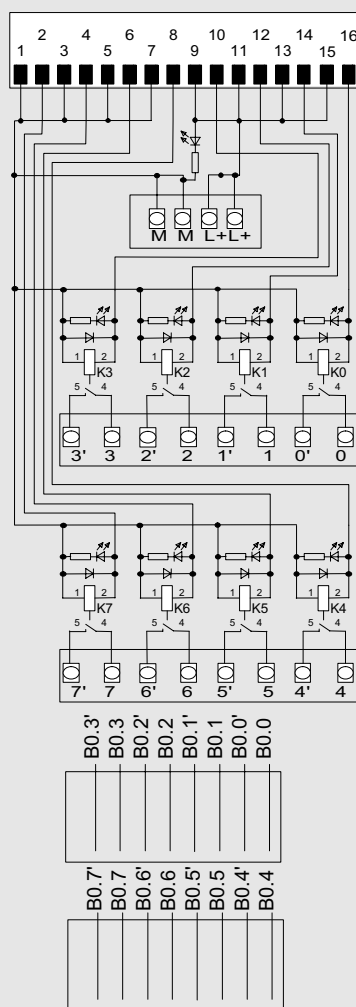 2 4 6 8 10 12 14 16
1 3 5 7 9 11 13 15
M M L+ L+
1 2 1 2 1 2 1 2
K3 K2 K1 K0
5 4 5 4 5 4 5 4
3' 3 2' 2 1' 1 0' 0
1 2 1 2 1 2 1 2
K7 K6 K5 K4
5 4 5 4 5 4 5 4
7' 7 6' 6 5' 5 4' 4
B0.3' B0.3 B0.2' B0.2 B0.1' B0.1 B0.0' B0.0
B0.7' B0.7 B0.6' B0.6 B0.5' B0.5 B0.4' B0.4